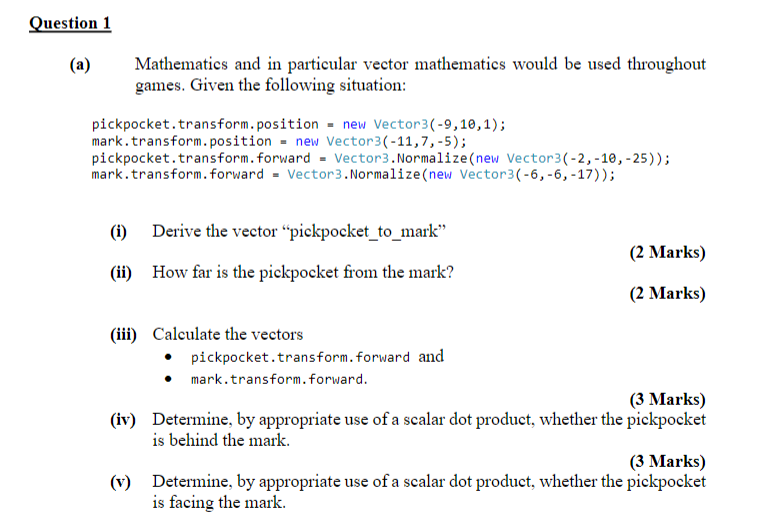 Question 1
(a) Mathematics and in particular vector mathematics would be used throughout
games. Given the following situation:
pickpocket.transform.position = new Vector3(-9,10,1);
mark.transform.position = new Vector3(-11,7,-5);
pickpocket.transform.forward = Vector3.Normalize(new Vector3(-2,-10,-25));
mark.transform.forward = Vector3.Normalize(new Vector3(-6,-6,-17));
(i) Derive the vector “pickpocket_to_mark”
(2 Marks)
(ii) How far is the pickpocket from the mark?
(2 Marks)
(iii) Calculate the vectors
• pickpocket.transform.forward and
• mark.transform.forward.
(3 Marks)
(iv) Determine, by appropriate use of a scalar dot product, whether the pickpocket
is behind the mark.
(3 Marks)
(v) Determine, by appropriate use of a scalar dot product, whether the pickpocket
is facing the mark.